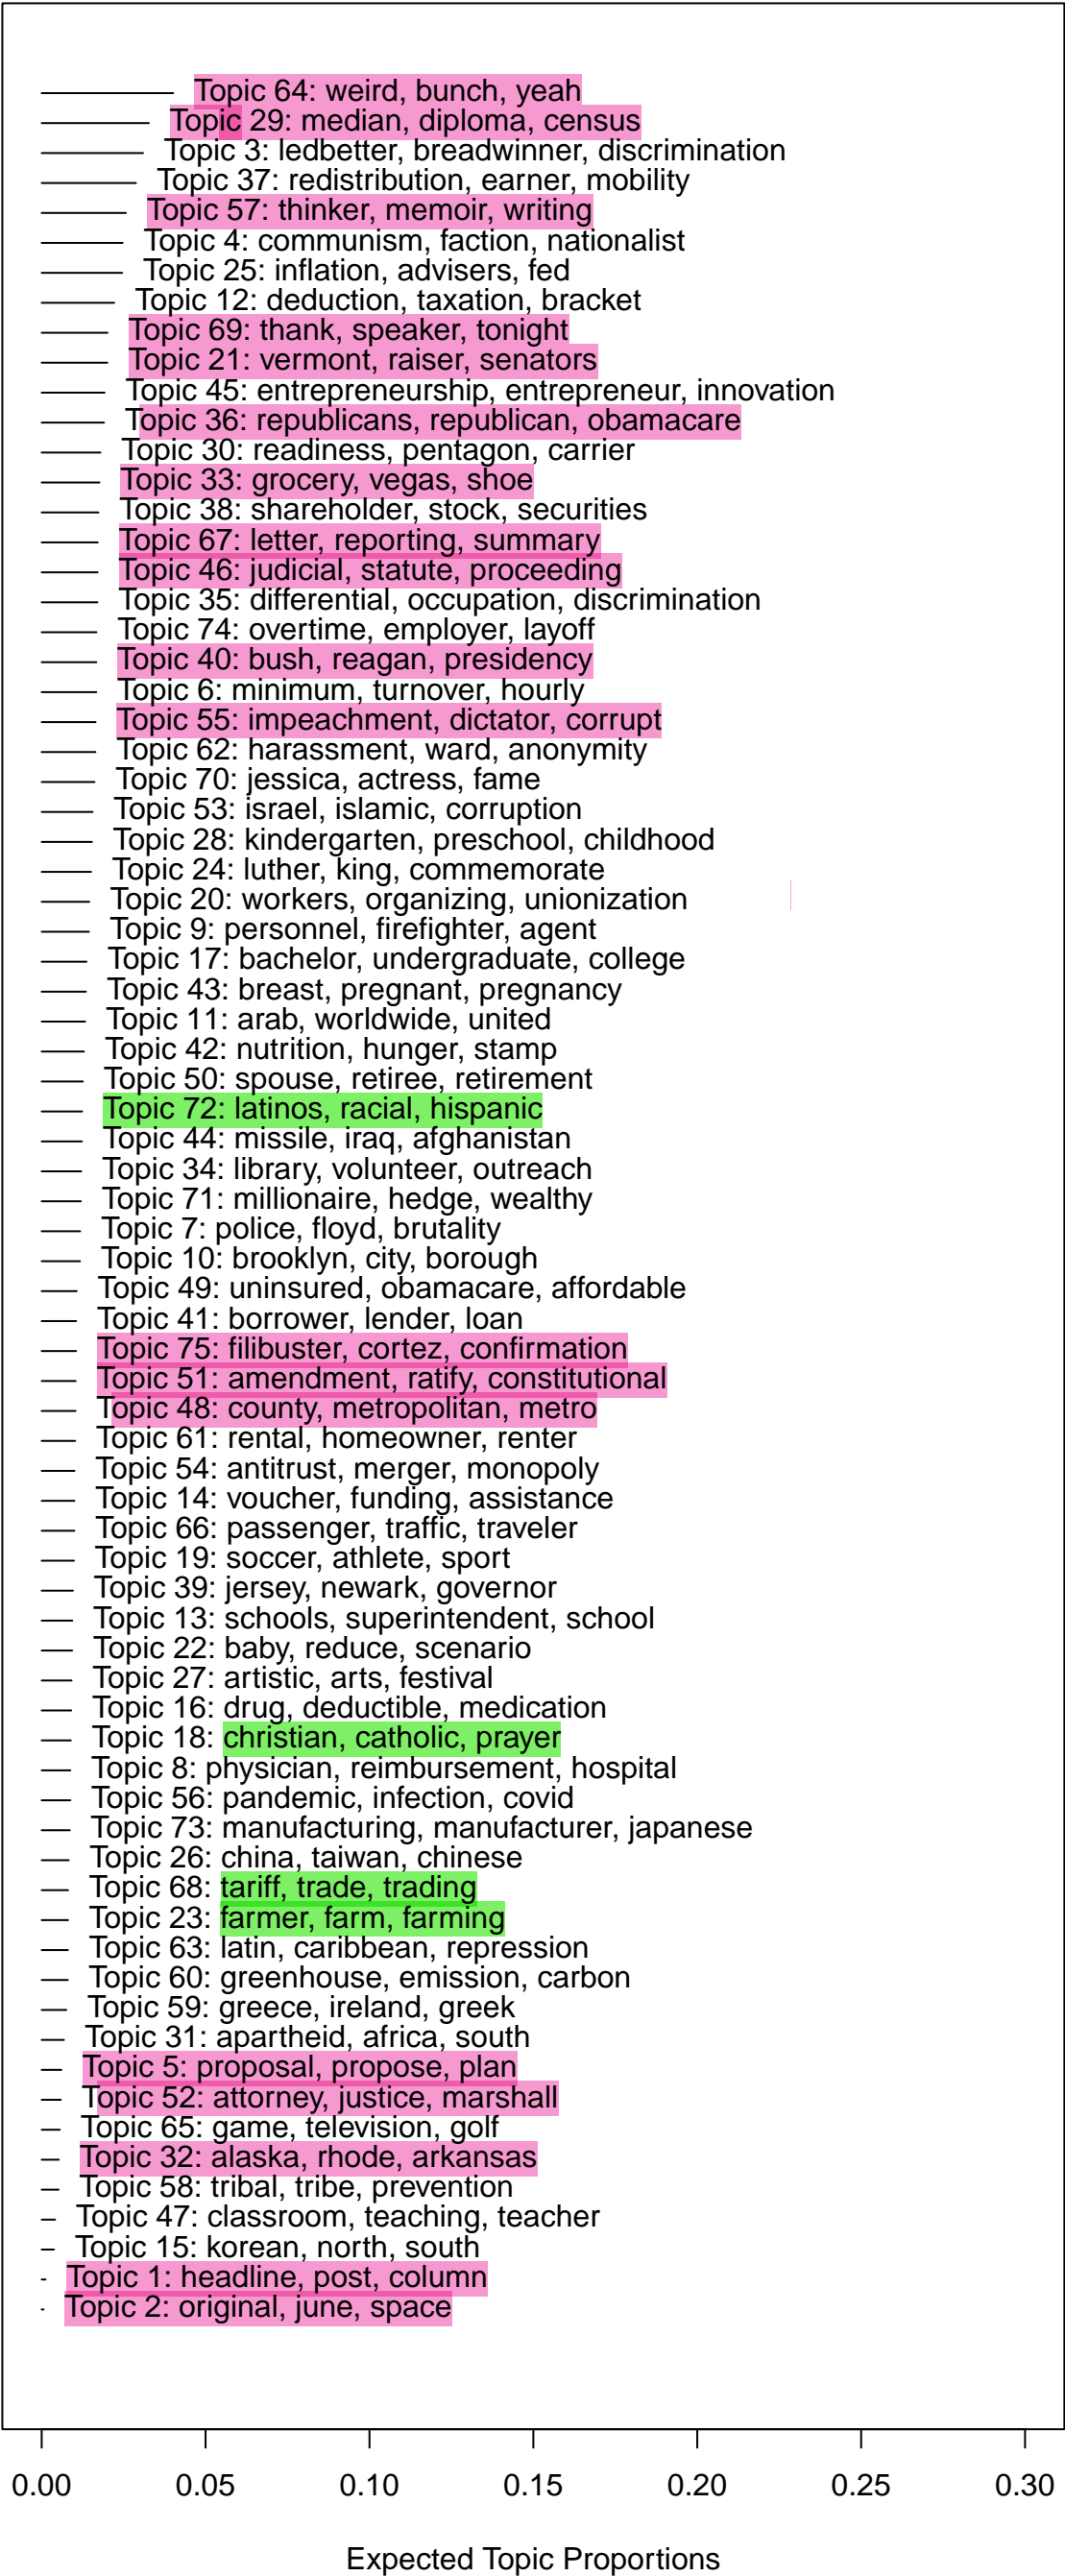 Topic 64: weird, bunch, yeah
Topic 29: median, diploma, census
Topic 3: ledbetter, breadwinner, discrimination
Topic 37: redistribution, earner, mobility
Topic 57: thinker, memoir, writing
Topic 4: communism, faction, nationalist
Topic 25: inflation, advisers, fed
Topic 12: deduction, taxation, bracket
Topic 69: thank, speaker, tonight
Topic 21: vermont, raiser, senators
Topic 45: entrepreneurship, entrepreneur, innovation
Topic 36: republicans, republican, obamacare
Topic 30: readiness, pentagon, carrier
Topic 33: grocery, vegas, shoe
Topic 38: shareholder, stock, securities
Topic 67: letter, reporting, summary
Topic 46: judicial, statute, proceeding
Topic 35: differential, occupation, discrimination
Topic 74: overtime, employer, layoff
Topic 40: bush, reagan, presidency
Topic 6: minimum, turnover, hourly
Topic 55: impeachment, dictator, corrupt
Topic 62: harassment, ward, anonymity
Topic 70: jessica, actress, fame
Topic 53: israel, islamic, corruption
Topic 28: kindergarten, preschool, childhood
Topic 24: luther, king, commemorate
Topic 20: workers, organizing, unionization
Topic 9: personnel, firefighter, agent
Topic 17: bachelor, undergraduate, college
Topic 43: breast, pregnant, pregnancy
Topic 11: arab, worldwide, united
Topic 42: nutrition, hunger, stamp
Topic 50: spouse, retiree, retirement
Topic 72: latinos, racial, hispanic
Topic 44: missile, iraq, afghanistan
Topic 34: library, volunteer, outreach
Topic 71: millionaire, hedge, wealthy
Topic 7: police, floyd, brutality
Topic 10: brooklyn, city, borough
Topic 49: uninsured, obamacare, affordable
Topic 41: borrower, lender, loan
Topic 75: filibuster, cortez, confirmation
Topic 51: amendment, ratify, constitutional
Topic 48: county, metropolitan, metro
Topic 61: rental, homeowner, renter
Topic 54: antitrust, merger, monopoly
Topic 14: voucher, funding, assistance
Topic 66: passenger, traffic, traveler
Topic 19: soccer, athlete, sport
Topic 39: jersey, newark, governor
Topic 13: schools, superintendent, school
Topic 22: baby, reduce, scenario
Topic 27: artistic, arts, festival
Topic 16: drug, deductible, medication
Topic 18: christian, catholic, prayer
Topic 8: physician, reimbursement, hospital
Topic 56: pandemic, infection, covid
Topic 73: manufacturing, manufacturer, japanese
Topic 26: china, taiwan, chinese
Topic 68: tariff, trade, trading
Topic 23: farmer, farm, farming
Topic 63: latin, caribbean, repression
Topic 60: greenhouse, emission, carbon
Topic 59: greece, ireland, greek
Topic 31: apartheid, africa, south
Topic 5: proposal, propose, plan
Topic 52: attorney, justice, marshall
Topic 65: game, television, golf
Topic 32: alaska, rhode, arkansas
Topic 58: tribal, tribe, prevention
Topic 47: classroom, teaching, teacher
Topic 15: korean, north, south
Topic 1: headline, post, column
Topic 2: original, june, space
0.00 0.05 0.10 0.15 0.20 0.25 0.30
Expected Topic Proportions